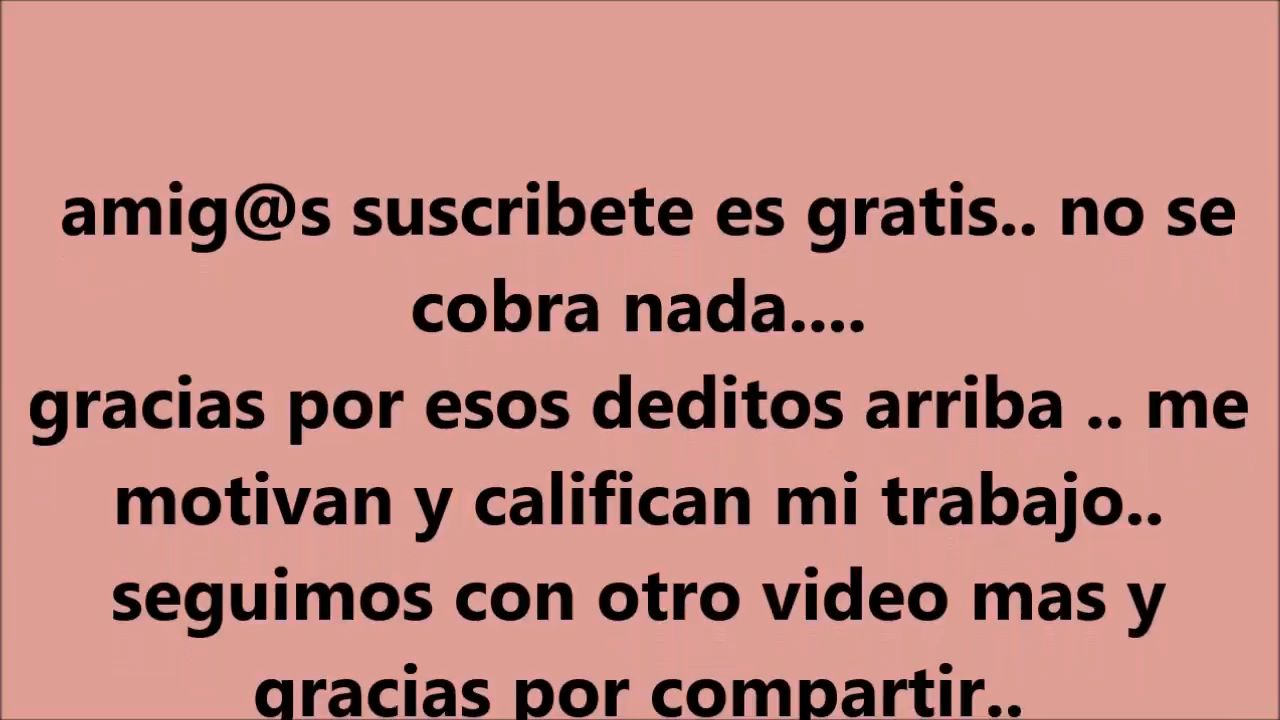 amig@s suscribete es gratis.. no se
cobra nada....
gracias por esos deditos arriba .. me
motivan y califican mi trabajo..
seguimos con otro video mas y
gracias por compartir..